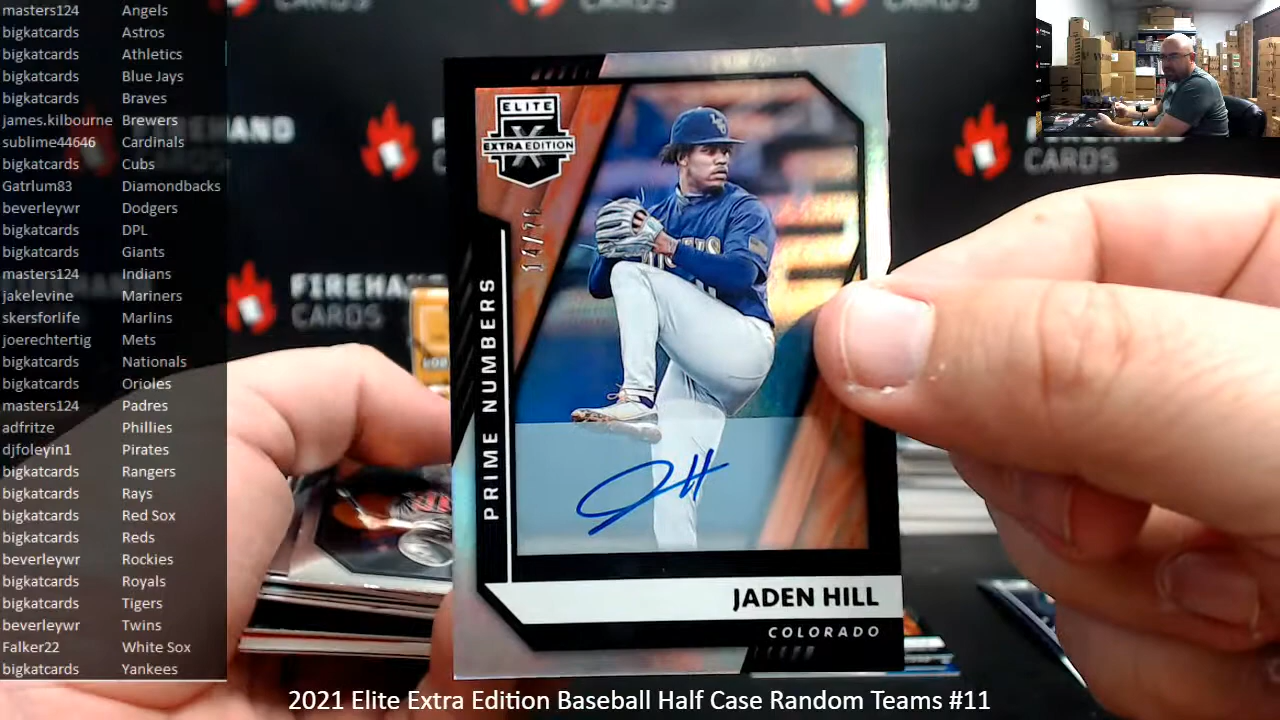 masters124 Angels
bigkatcards Astros
bigkatcards Athletics
bigkatcards Blue Jays
bigkatcards Braves
james.kilbourne Brewers
sublime44646 Cardinals
bigkatcards Cubs
Gatrlum83 Diamondbacks
beverleywr Dodgers
bigkatcards DPL
bigkatcards Giants
masters124 Indians
jakelevine Mariners
skersforlife Marlins
joerechtertig Mets
bigkatcards Nationals
bigkatcards Orioles
masters124 Padres
adfritze Phillies
djfoleyin1 Pirates
bigkatcards Rangers
bigkatcards Rays
bigkatcards Red Sox
bigkatcards Reds
beverleywr Rockies
bigkatcards Royals
bigkatcards Tigers
beverleywr Twins
Falker22 White Sox
bigkatcards Yankees
FIREHAND
CARDS
ELITE
X
EXTRA EDITION
PRIME NUMBERS
JADEN HILL
COLORADO
2021 Elite Extra Edition Baseball Half Case Random Teams #11